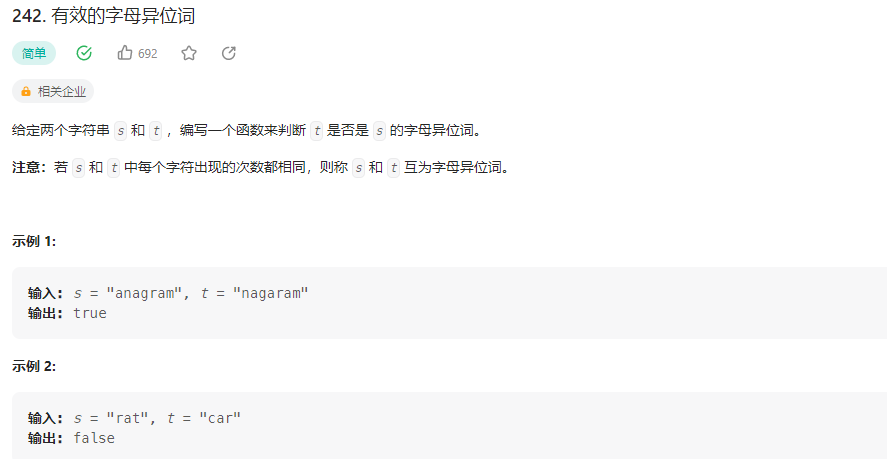 242. 有效的字母异位词
简单 692
相关企业
给定两个字符串 s 和 t ，编写一个函数来判断 t 是否是 s 的字母异位词。
注意：若 s 和 t 中每个字符出现的次数都相同，则称 s 和 t 互为字母异位词。
示例 1:
输入: s = "anagram", t = "nagaram"
输出: true
示例 2:
输入: s = "rat", t = "car"
输出: false